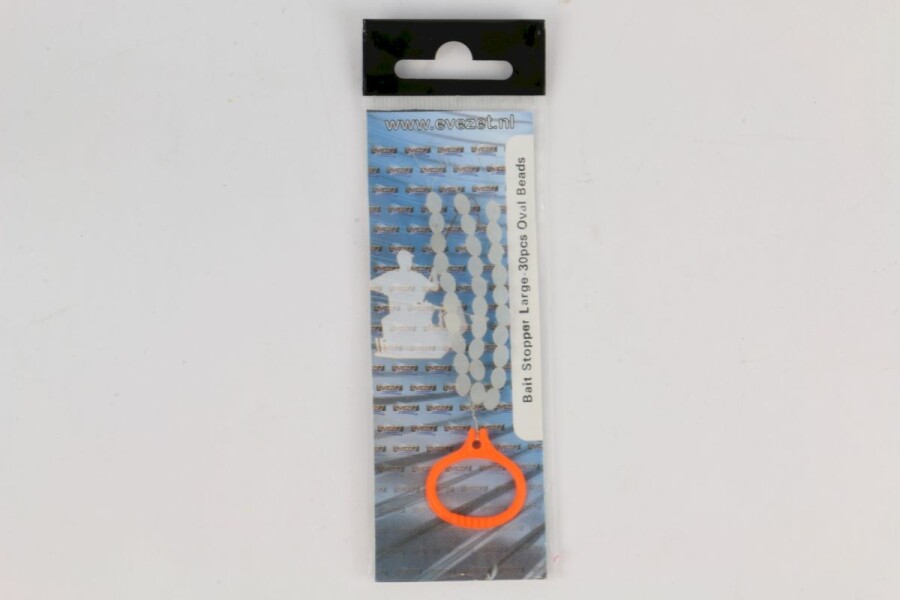 www.evezet.nl
Bait Stopper Large-30pcs Oval Beads